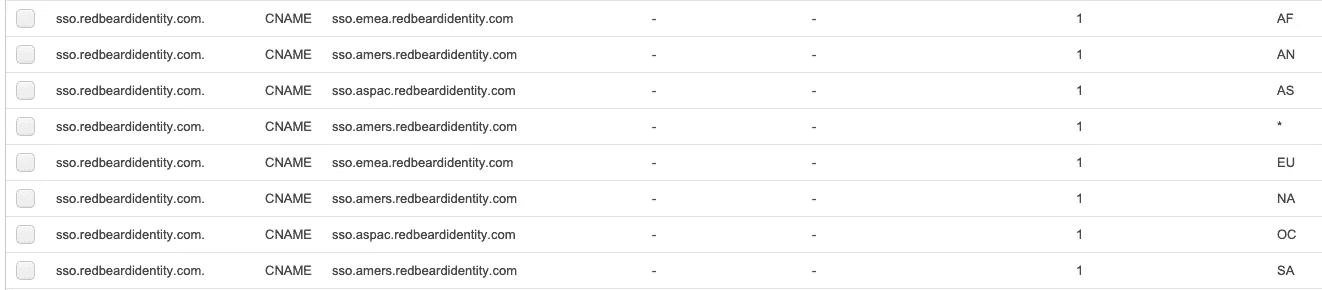 sso.redbeardidentity.com. CNAME sso.emea.redbeardidentity.com - - 1 AF
sso.redbeardidentity.com. CNAME sso.amers.redbeardidentity.com - - 1 AN
sso.redbeardidentity.com. CNAME sso.aspac.redbeardidentity.com - - 1 AS
sso.redbeardidentity.com. CNAME sso.amers.redbeardidentity.com - - 1 *
sso.redbeardidentity.com. CNAME sso.emea.redbeardidentity.com - - 1 EU
sso.redbeardidentity.com. CNAME sso.amers.redbeardidentity.com - - 1 NA
sso.redbeardidentity.com. CNAME sso.aspac.redbeardidentity.com - - 1 OC
sso.redbeardidentity.com. CNAME sso.amers.redbeardidentity.com - - 1 SA